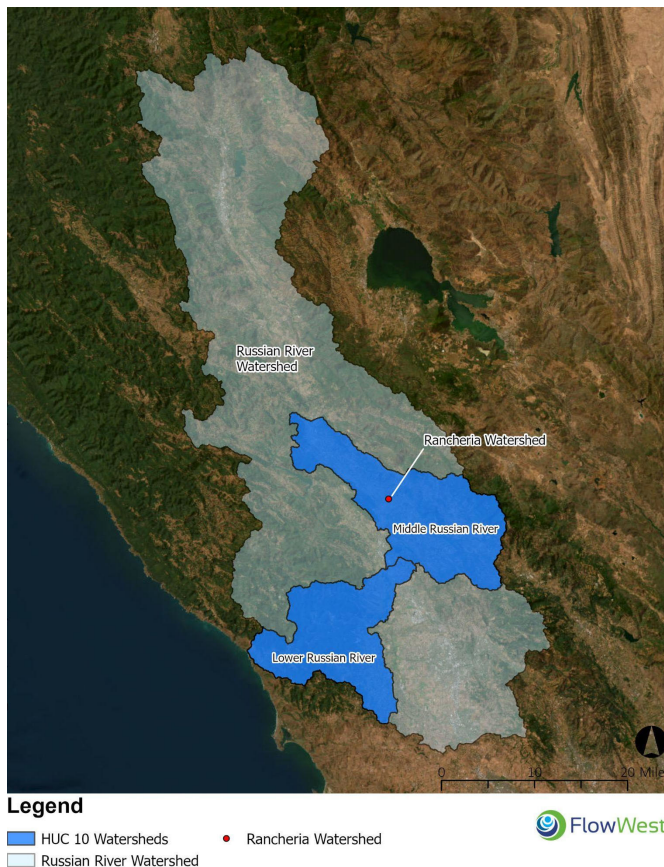 Russian River
Watershed
Rancheria Watershed
Middle Russian River
Lower Russian River
0 10 20 Mile
Legend
HUC 10 Watersheds
Rancheria Watershed
Russian River Watershed
FlowWest